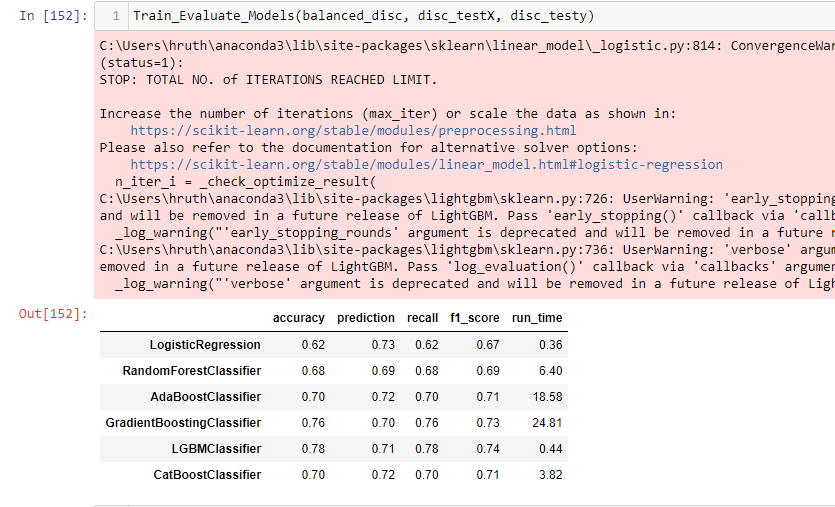 In [152]: 1 Train_Evaluate_Models(balanced_disc, disc_testX, disc_testy)
C:\Users\hruth\anaconda3\lib\site-packages\sklearn\linear_model\_logistic.py:814: ConvergenceWar
(status=1):
STOP: TOTAL NO. of ITERATIONS REACHED LIMIT.
Increase the number of iterations (max_iter) or scale the data as shown in:
https://scikit-learn.org/stable/modules/preprocessing.html
Please also refer to the documentation for alternative solver options:
https://scikit-learn.org/stable/modules/linear_model.html#logistic-regression
n_iter_i = _check_optimize_result(
C:\Users\hruth\anaconda3\lib\site-packages\lightgbm\sklearn.py:726: UserWarning: 'early_stopping
and will be removed in a future release of LightGBM. Pass 'early_stopping()' callback via 'callb
_log_warning("'early_stopping_rounds' argument is deprecated and will be removed in a future r
C:\Users\hruth\anaconda3\lib\site-packages\lightgbm\sklearn.py:736: UserWarning: 'verbose' argum
emoved in a future release of LightGBM. Pass 'log_evaluation()' callback via 'callbacks' argumen
_log_warning("'verbose' argument is deprecated and will be removed in a future release of Ligh
Out[152]:
accuracy prediction recall f1_score run_time
LogisticRegression 0.62 0.73 0.62 0.67 0.36
RandomForestClassifier 0.68 0.69 0.68 0.69 6.40
AdaBoostClassifier 0.70 0.72 0.70 0.71 18.58
GradientBoostingClassifier 0.76 0.70 0.76 0.73 24.81
LGBMClassifier 0.78 0.71 0.78 0.74 0.44
CatBoostClassifier 0.70 0.72 0.70 0.71 3.82